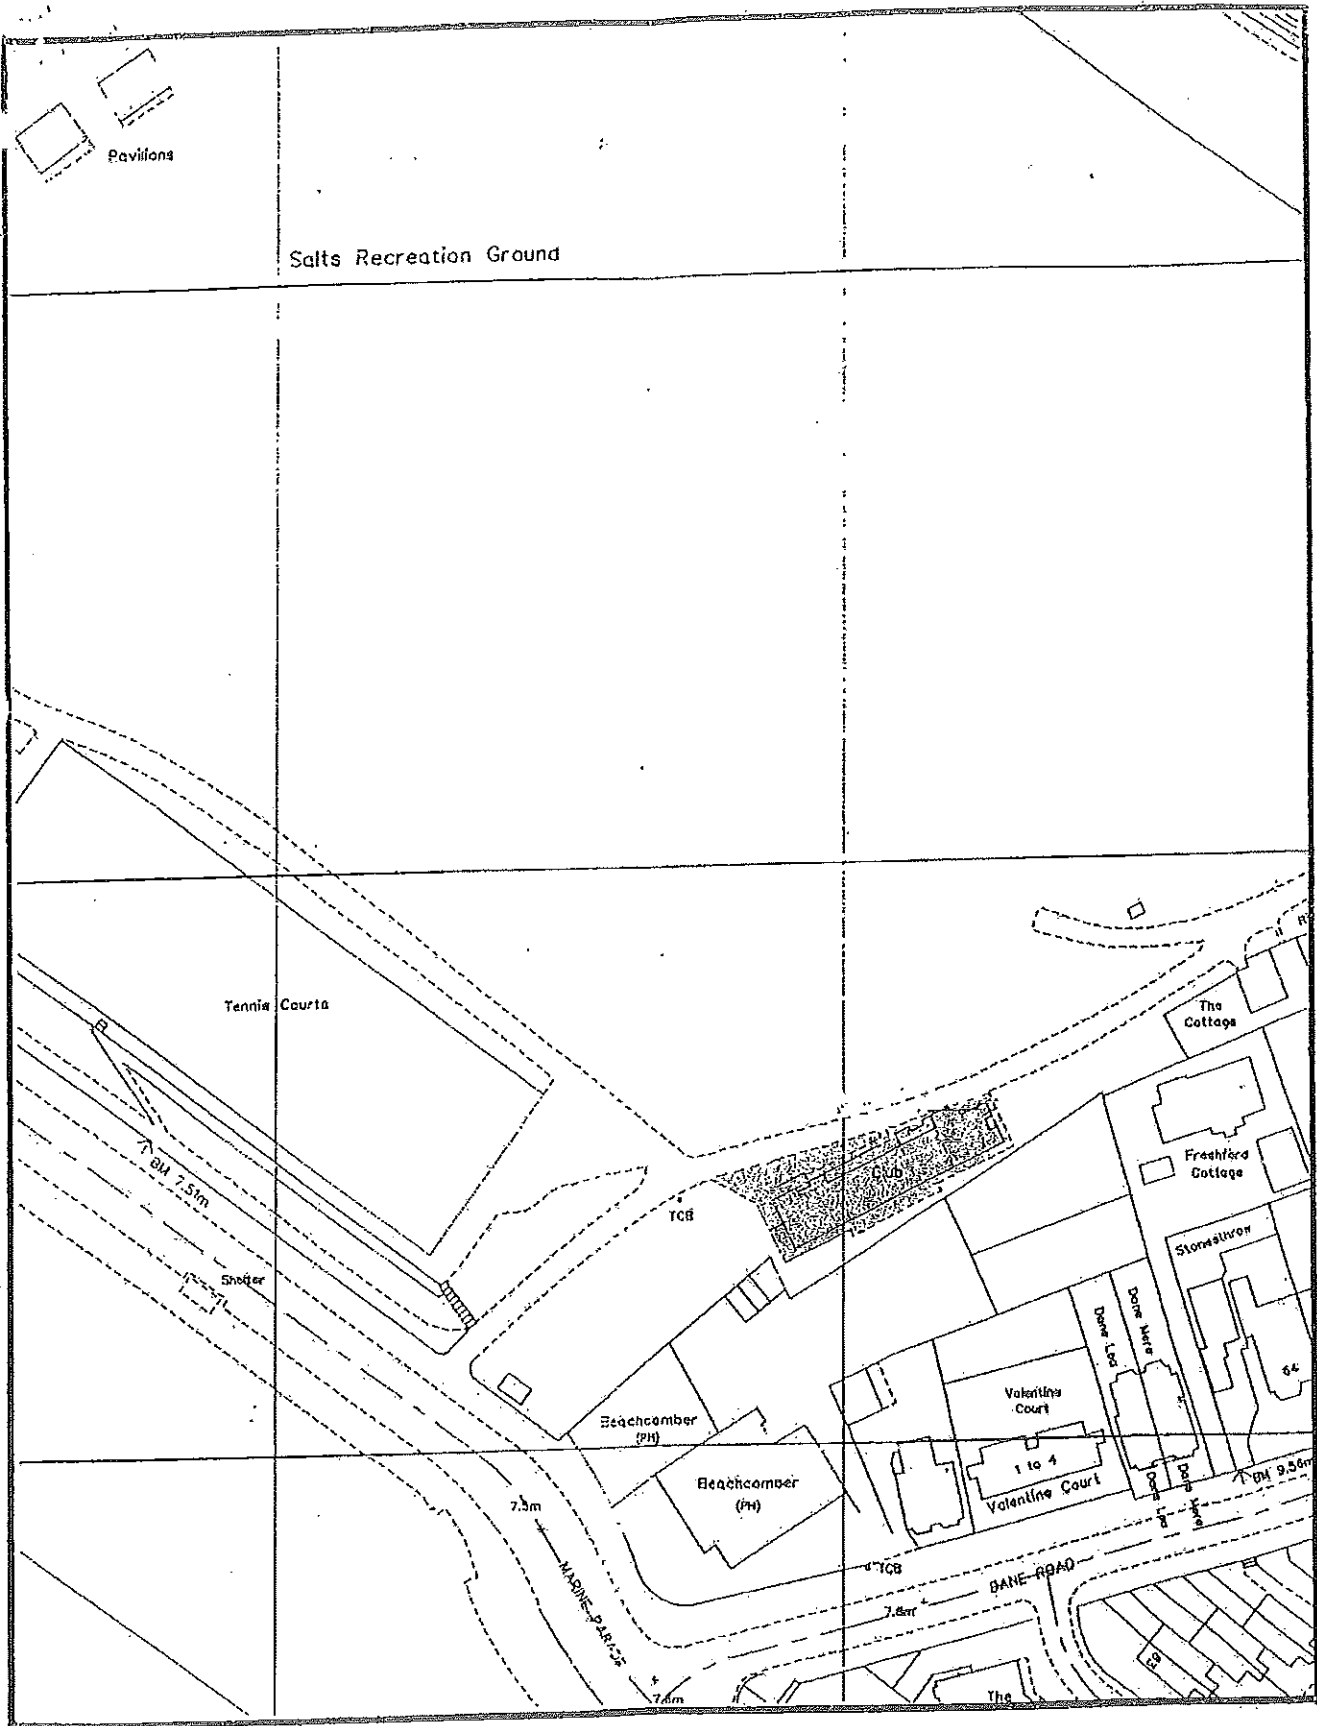 Pavilions
Salts Recreation Ground
Tennis Courts
The
Cottage
Club
Freshford
Cottage
TCB
BM 7.51m
Shelter
Stonesthrow
Dane Lea
Dane Mere
64
Valentine
Court
Beachcomber
(PH)
1 to 4
Beachcomber
(PH)
Valentine Court
Dane Lea
Dane Mere
BM 9.56m
7.3m
TCB
DANE ROAD
MARINE PARADE
7.6m
63
The